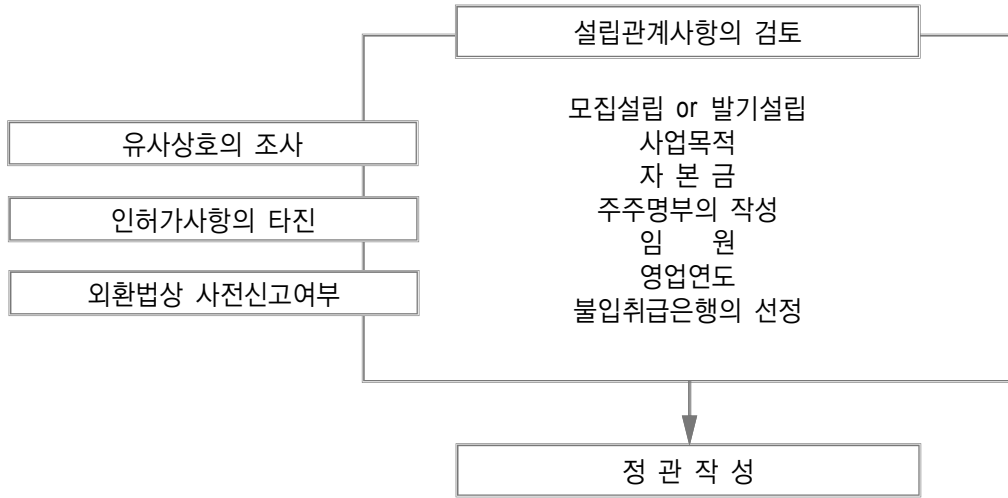 설립관계사항의 검토
모집설립 or 발기설립
사업목적
자 본 금
주주명부의 작성
임 원
영업연도
불입취급은행의 선정
유사상호의 조사
인허가사항의 타진
외환법상 사전신고여부
정 관 작 성